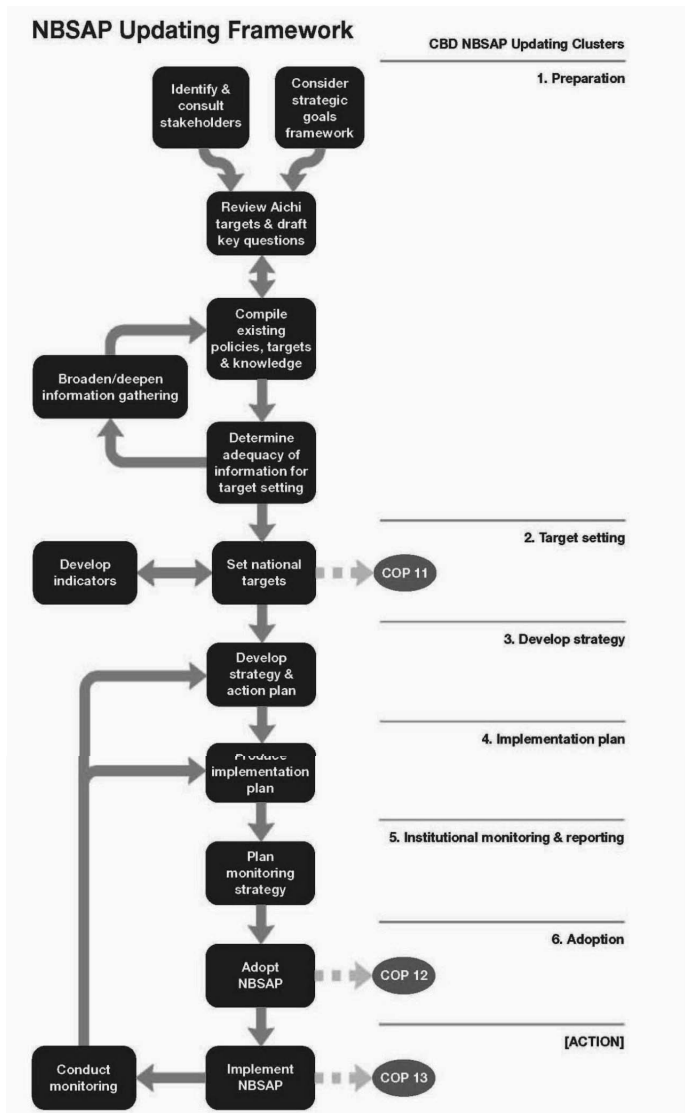 NBSAP Updating Framework
CBD NBSAP Updating Clusters
1. Preparation
Identify &
consult
stakeholders
Consider
strategic
goals
framework
Review Aichi
targets & draft
key questions
Compile
existing
policies, targets
& knowledge
Broaden/deepen
information gathering
Determine
adequacy of
information for
target setting
2. Target setting
Develop
indicators
Set national
targets
COP 11
3. Develop strategy
Develop
strategy &
action plan
4. Implementation plan
Produce
implementation
plan
5. Institutional monitoring & reporting
Plan
monitoring
strategy
6. Adoption
Adopt
NBSAP
COP 12
[ACTION]
Conduct
monitoring
Implement
NBSAP
COP 13